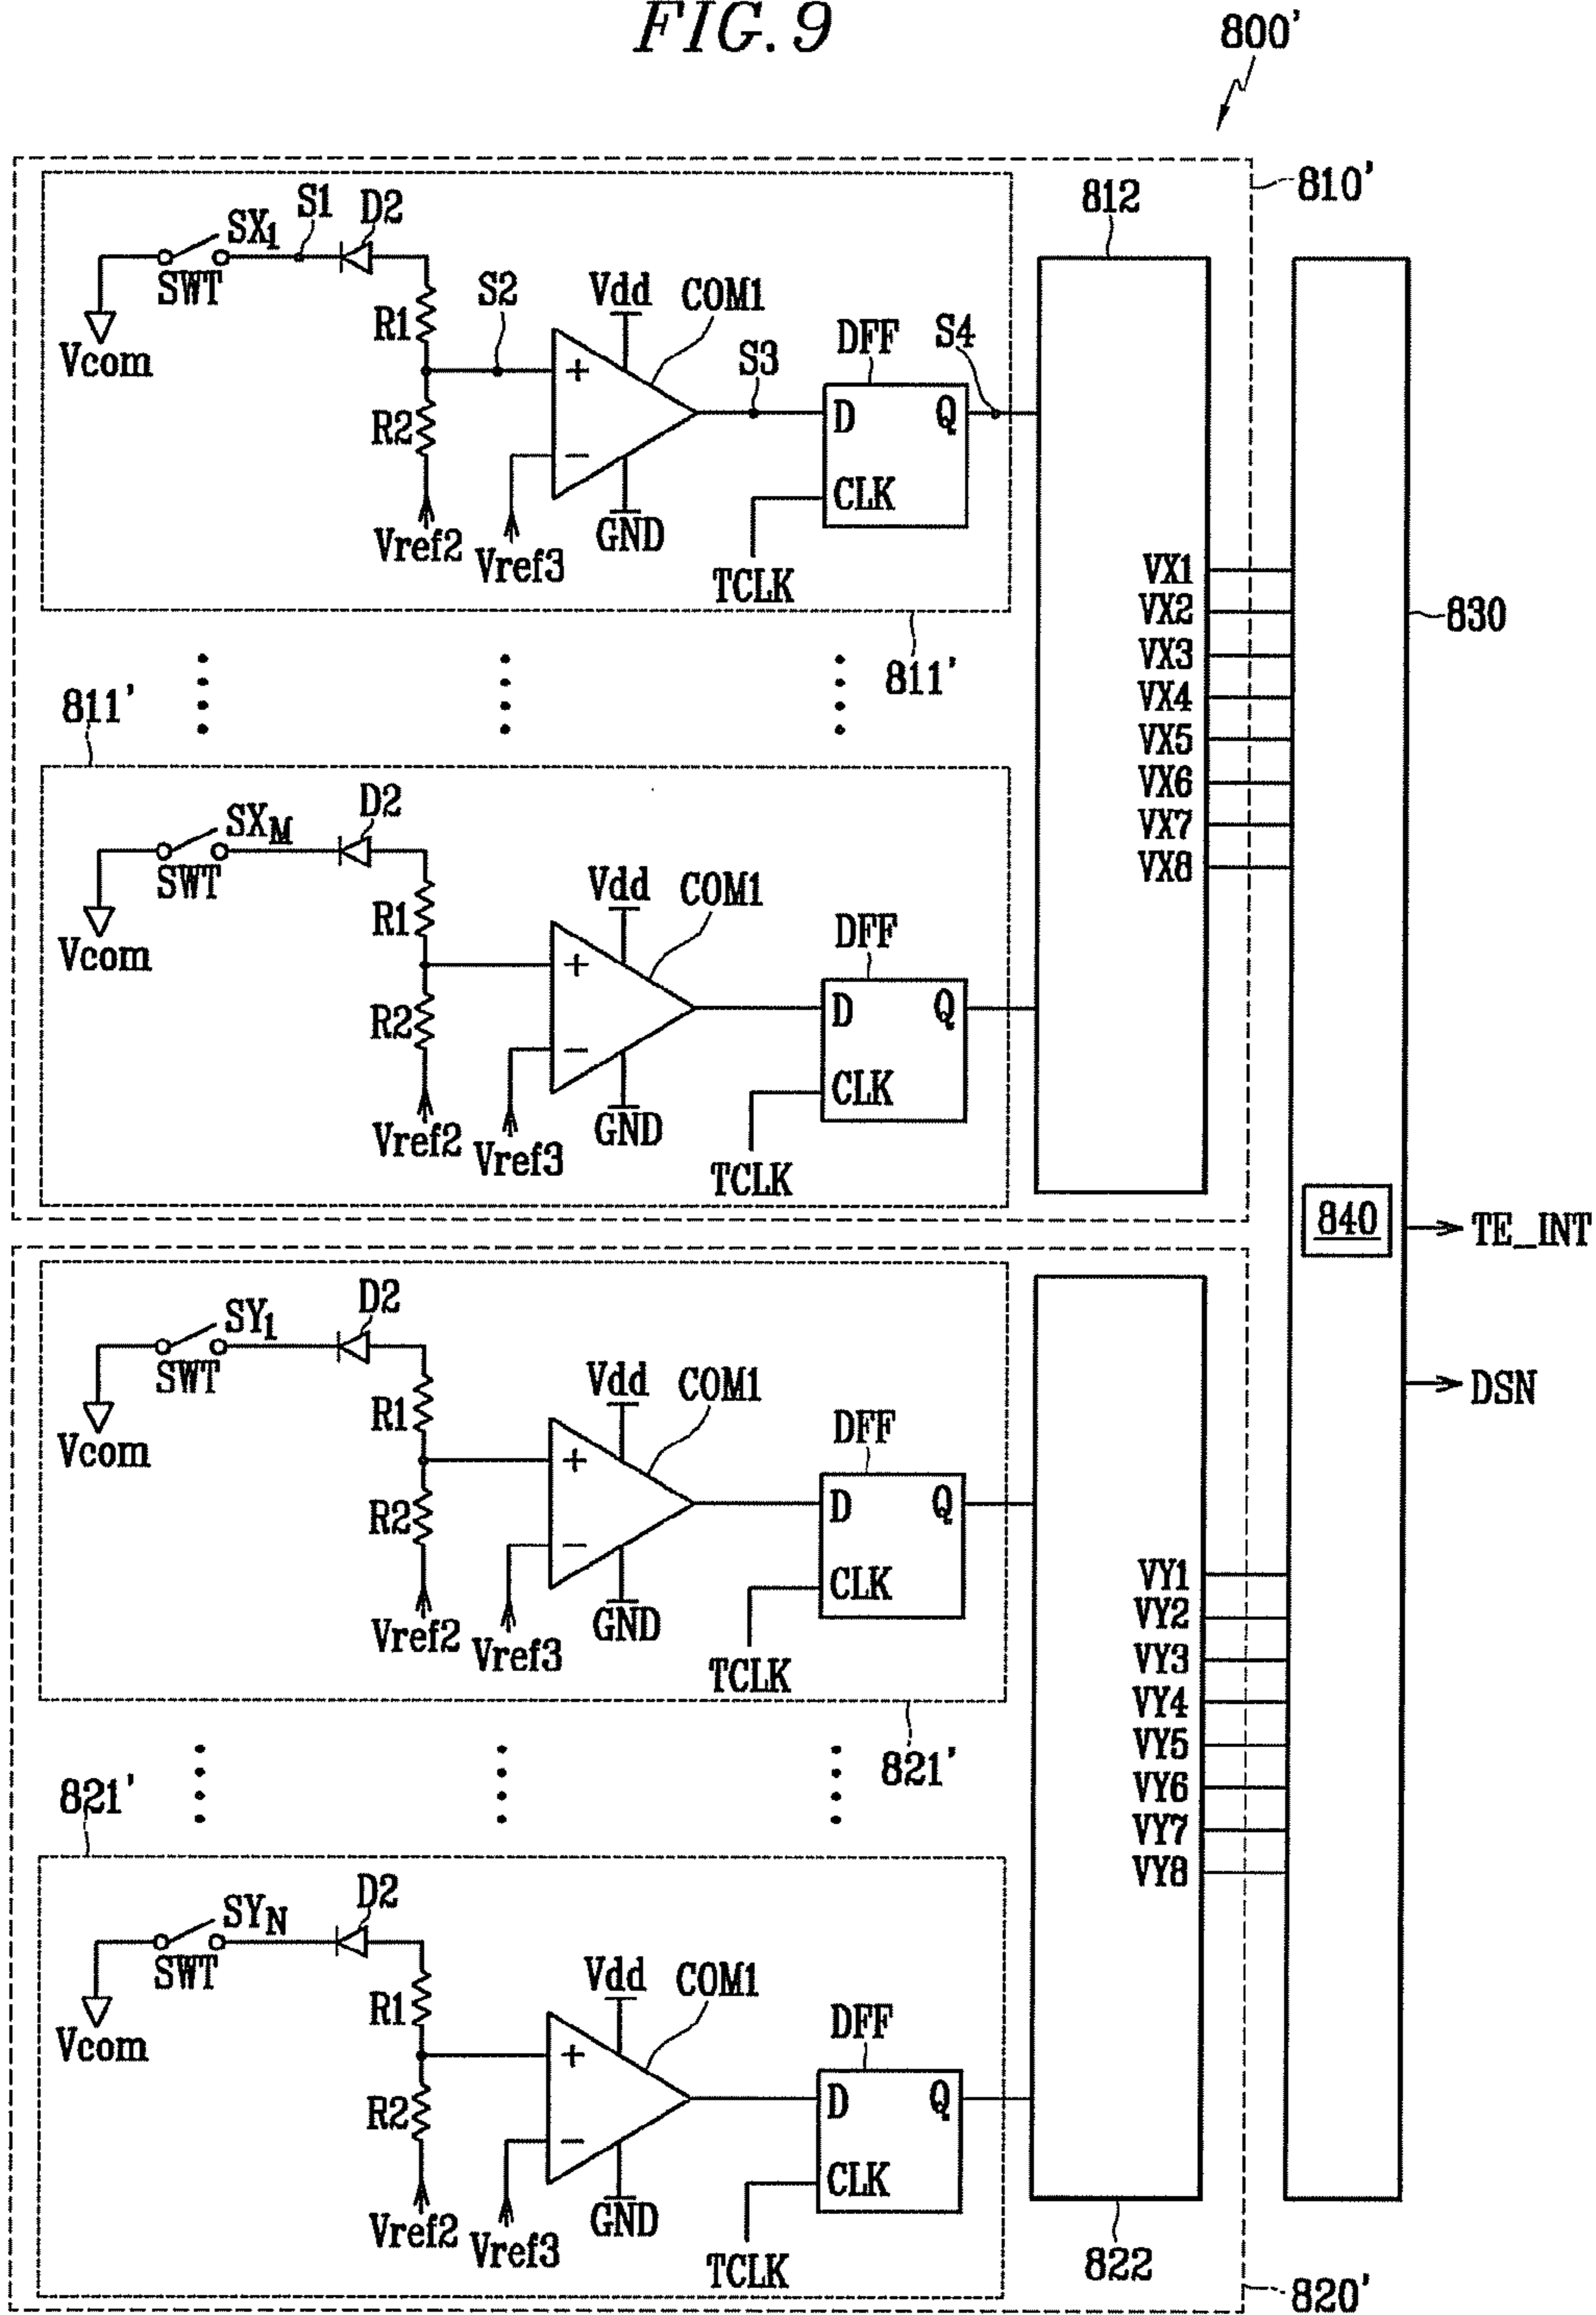 FIG. 9
800'
810'
812
SX1
S1
D2
SWT
Vcom
R1
S2
Vdd
COM1
S3
DFF
S4
+
−
D
Q
CLK
R2
Vref2
Vref3
GND
TCLK
VX1
VX2
VX3
VX4
VX5
VX6
VX7
VX8
830
811'
811'
SXM
D2
SWT
Vcom
R1
Vdd
COM1
DFF
+
−
D
Q
CLK
R2
Vref2
Vref3
GND
TCLK
840
TE_INT
DSN
SY1
D2
SWT
Vcom
R1
Vdd
COM1
DFF
+
−
D
Q
CLK
R2
Vref2
Vref3
GND
TCLK
VY1
VY2
VY3
VY4
VY5
VY6
VY7
VY8
821'
821'
SYN
D2
SWT
Vcom
R1
Vdd
COM1
DFF
+
−
D
Q
CLK
R2
Vref2
Vref3
GND
TCLK
822
820'